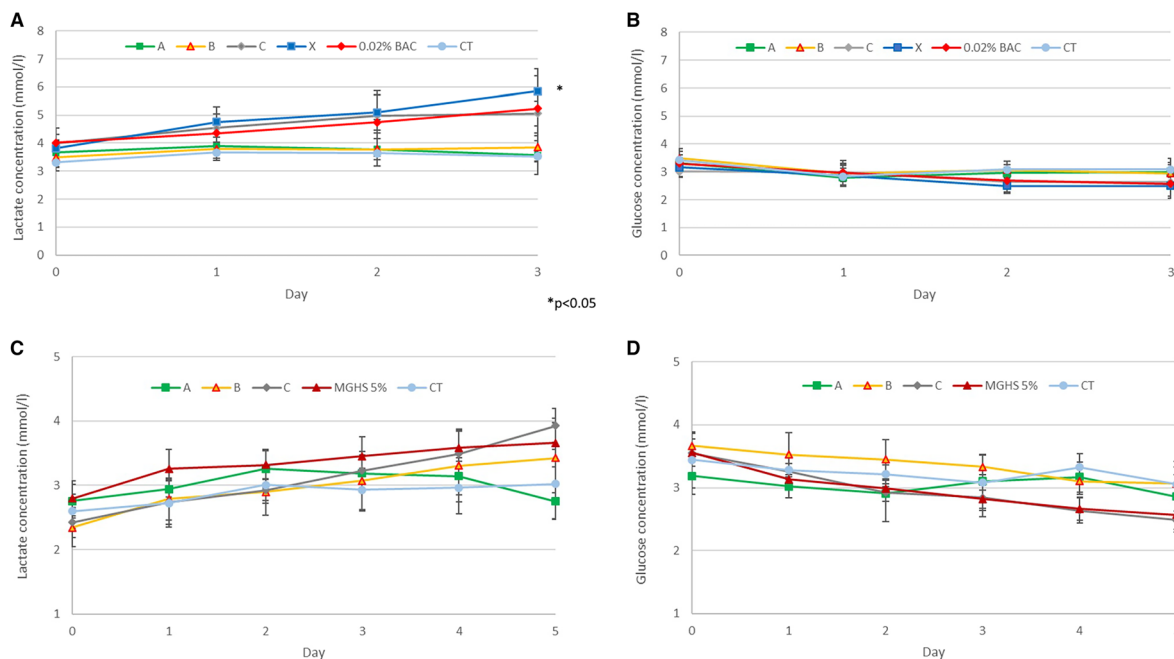 A
8
7
6
5
4
3
2
1
0
Lactate concentration (mmol/l)
A B C X 0.02% BAC CT
*
0 1 2 3
Day
*p<0.05
B
8
7
6
5
4
3
2
1
0
Glucose concentration (mmol/l)
A B C X 0.02% BAC CT
0 1 2 3
Day
C
5
4
3
2
1
Lactate concentration (mmol/l)
A B C MGHS 5% CT
0 1 2 3 4 5
Day
D
5
4
3
2
1
Glucose concentration (mmol/l)
A B C MGHS 5% CT
0 1 2 3 4
Day